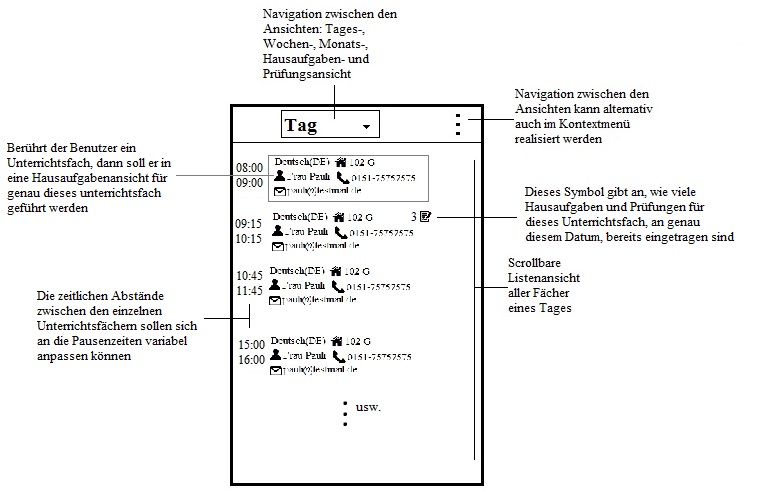 Navigation zwischen den
Ansichten: Tages-,
Wochen-, Monats-,
Hausaufgaben- und
Prüfungsansicht
Navigation zwischen den
Ansichten kann alternativ
auch im Kontextmenü
realisiert werden
Tag
Berührt der Benutzer ein
Unterrichtsfach, dann soll er in
eine Hausaufgabenansicht für
genau dieses unterrichtsfach
geführt werden
08:00
09:00
Deutsch(DE) 102 G
Frau Pauli 0151-75757575
pauli@testmail.de
Dieses Symbol gibt an, wie viele
Hausaufgaben und Prüfungen für
dieses Unterrichtsfach, an genau
diesem Datum, bereits eingetragen sind
09:15
10:15
Deutsch(DE) 102 G 3
Frau Pauli 0151-75757575
pauli@testmail.de
Scrollbare
Listenansicht
aller Fächer
eines Tages
10:45
11:45
Deutsch(DE) 102 G
Frau Pauli 0151-75757575
pauli@testmail.de
Die zeitlichen Abstände
zwischen den einzelnen
Unterrichtsfächern sollen sich
an die Pausenzeiten variabel
anpassen können
15:00
16:00
Deutsch(DE) 102 G
Frau Pauli 0151-75757575
pauli@testmail.de
usw.